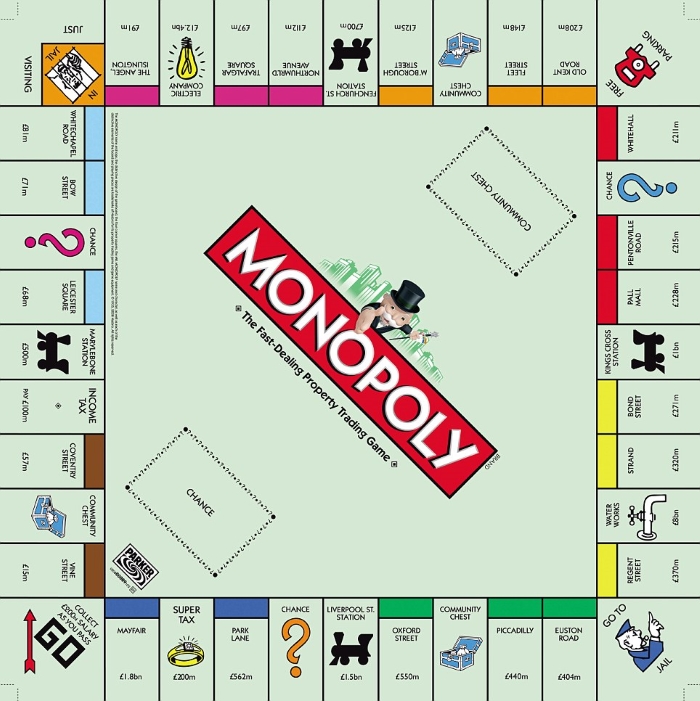 COLLECT
£200m SALARY
AS YOU PASS
GO
VINE
STREET
£15m
COMMUNITY
CHEST
COVENTRY
STREET
£57m
INCOME
TAX
PAY £100m
MARYLEBONE
STATION
£500m
LEICESTER
SQUARE
£68m
CHANCE
BOW
STREET
£71m
WHITECHAPEL
ROAD
£81m
IN
JAIL
JUST
VISITING
THE ANGEL
ISLINGTON
£91m
ELECTRIC
COMPANY
£12.4bn
TRAFALGAR
SQUARE
£97m
NORTHUMB'LD
AVENUE
£112m
FENCHURCH ST.
STATION
£700m
M'BOROUGH
STREET
£125m
COMMUNITY
CHEST
FLEET
STREET
£148m
OLD KENT
ROAD
£208m
FREE
PARKING
WHITEHALL
£211m
CHANCE
PENTONVILLE
ROAD
£215m
PALL
MALL
£228m
KINGS CROSS
STATION
£1bn
BOND
STREET
£271m
STRAND
£320m
WATER
WORKS
£8bn
REGENT
STREET
£370m
GO TO
JAIL
EUSTON
ROAD
£404m
PICCADILLY
£440m
COMMUNITY
CHEST
OXFORD
STREET
£550m
LIVERPOOL ST.
STATION
£1.5bn
CHANCE
PARK
LANE
£562m
SUPER
TAX
£200m
MAYFAIR
£1.8bn
PARKER
CHANCE
The Fast-Dealing Property Trading Game
MONOPOLY
BRAND
COMMUNITY CHEST